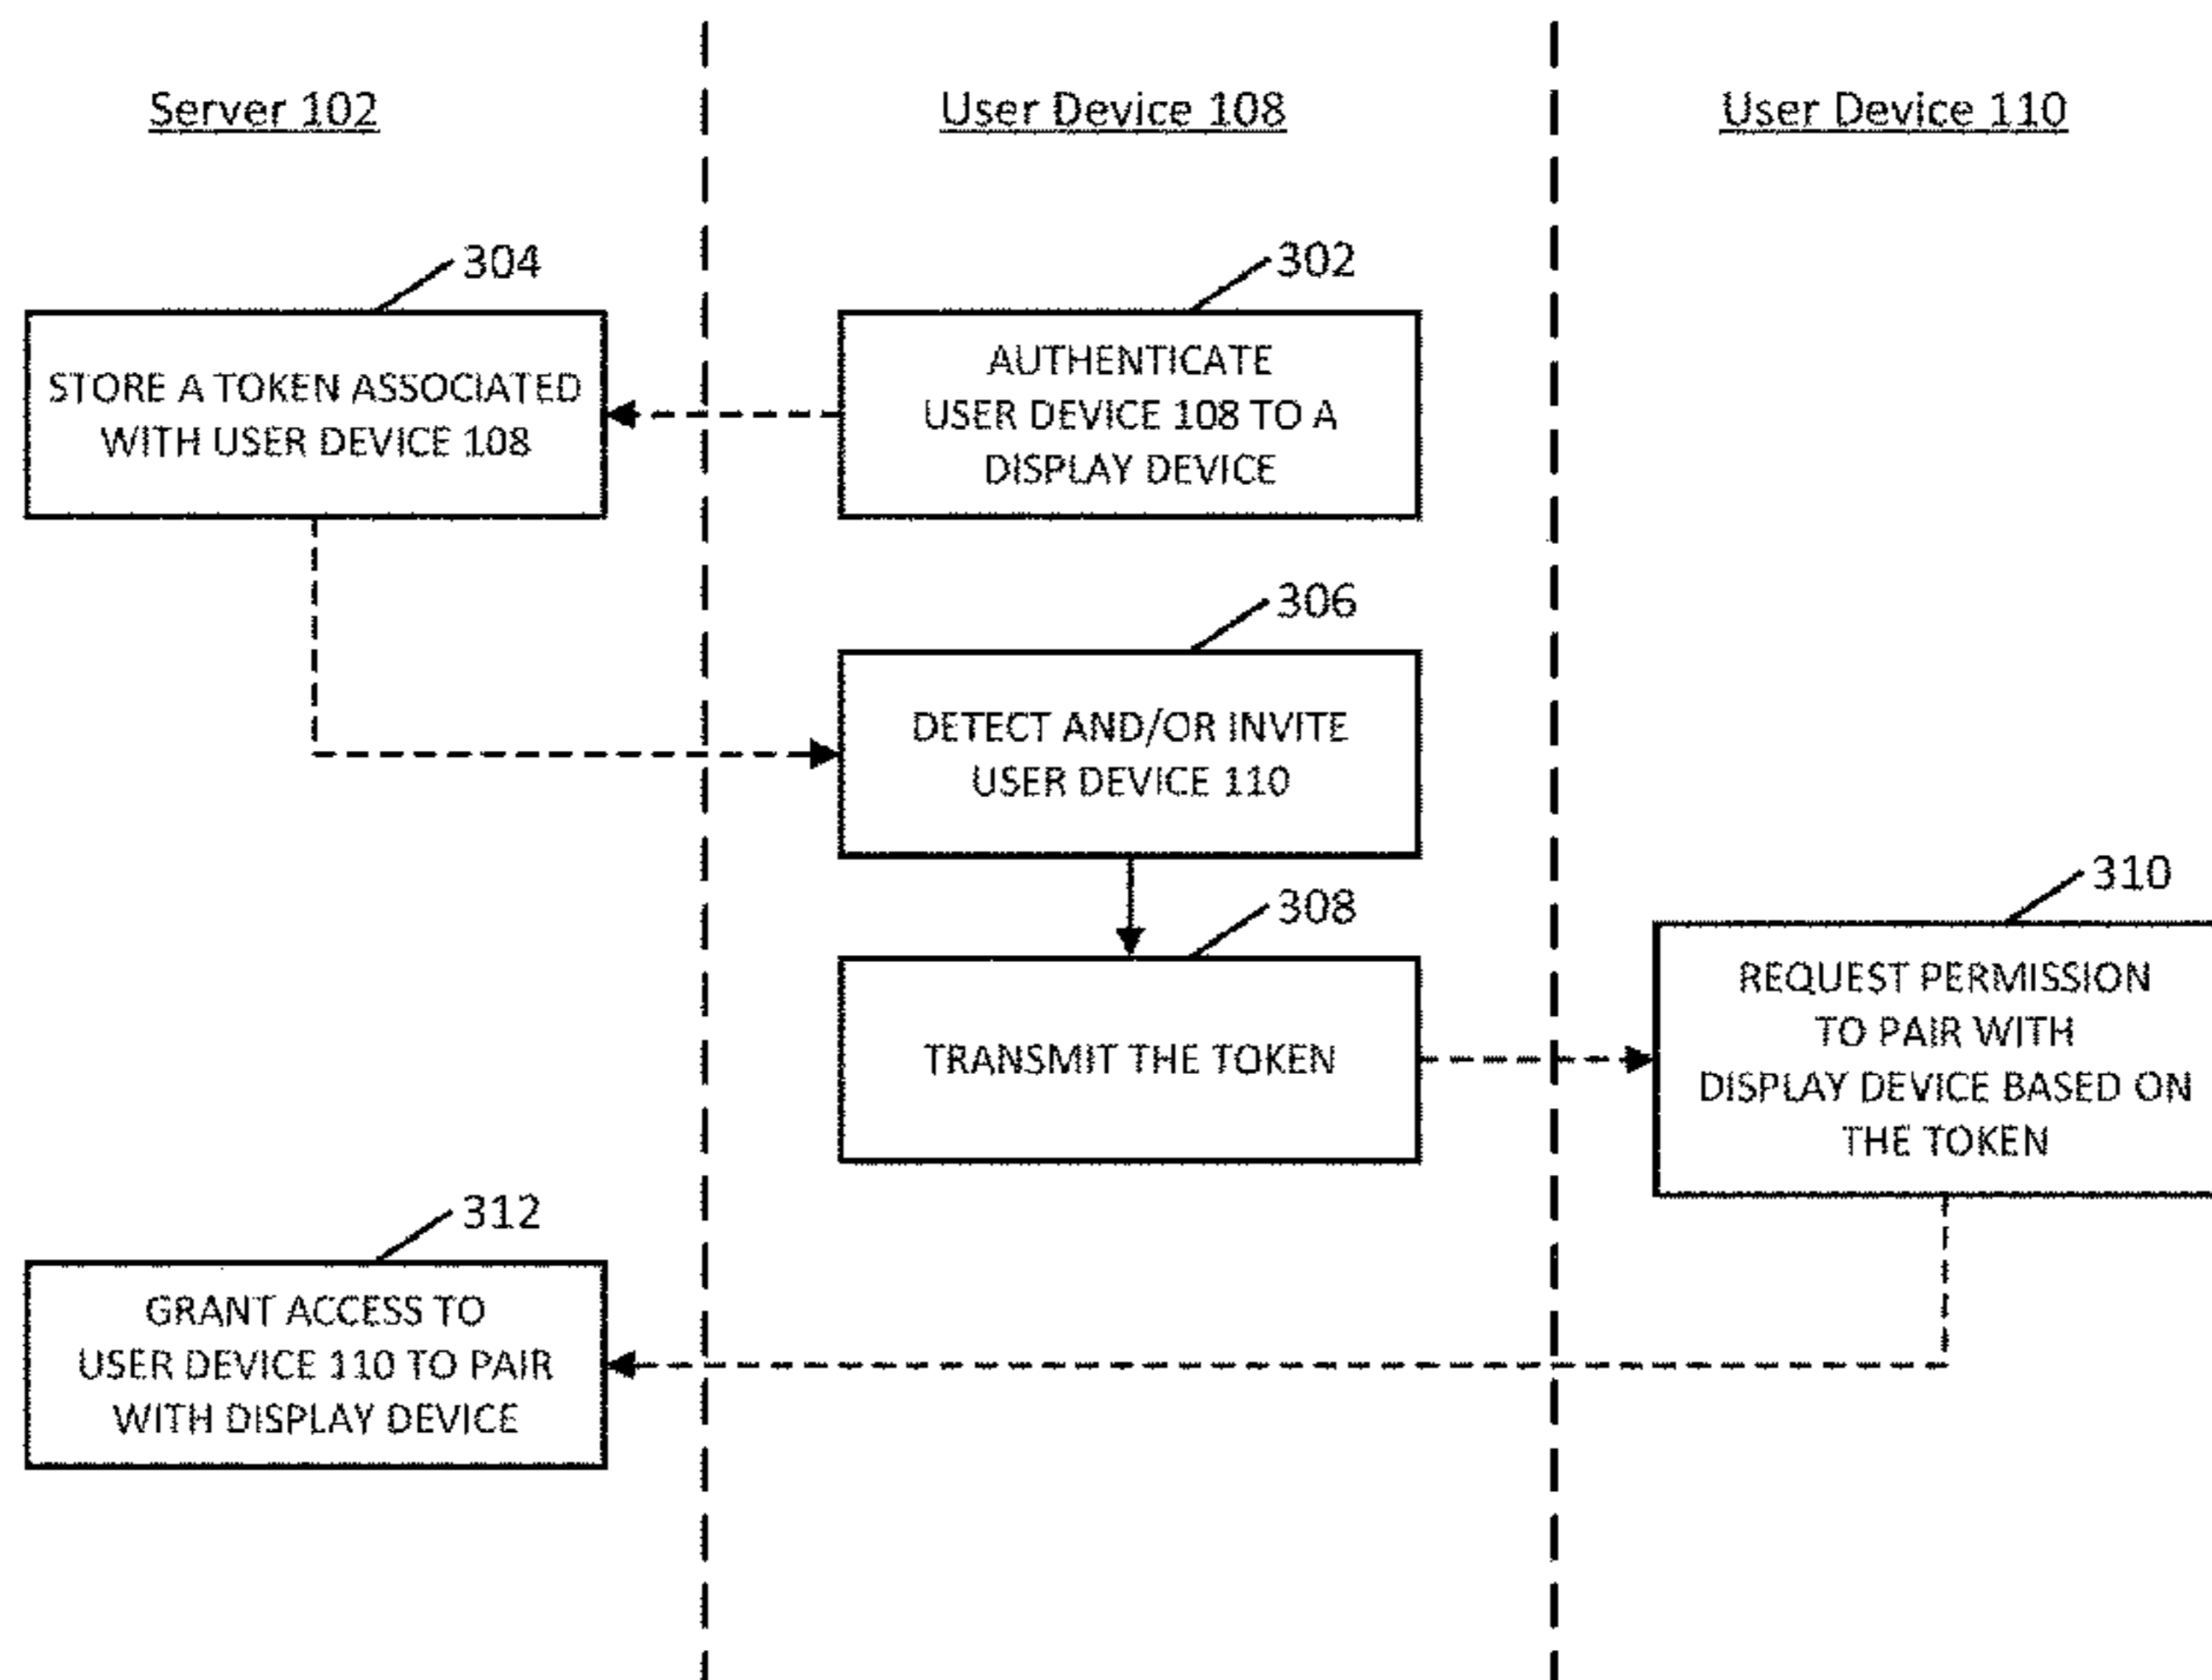 Server 102
User Device 108
User Device 110
304
STORE A TOKEN ASSOCIATED
WITH USER DEVICE 108
302
AUTHENTICATE
USER DEVICE 108 TO A
DISPLAY DEVICE
306
DETECT AND/OR INVITE
USER DEVICE 110
308
TRANSMIT THE TOKEN
310
REQUEST PERMISSION
TO PAIR WITH
DISPLAY DEVICE BASED ON
THE TOKEN
312
GRANT ACCESS TO
USER DEVICE 110 TO PAIR
WITH DISPLAY DEVICE